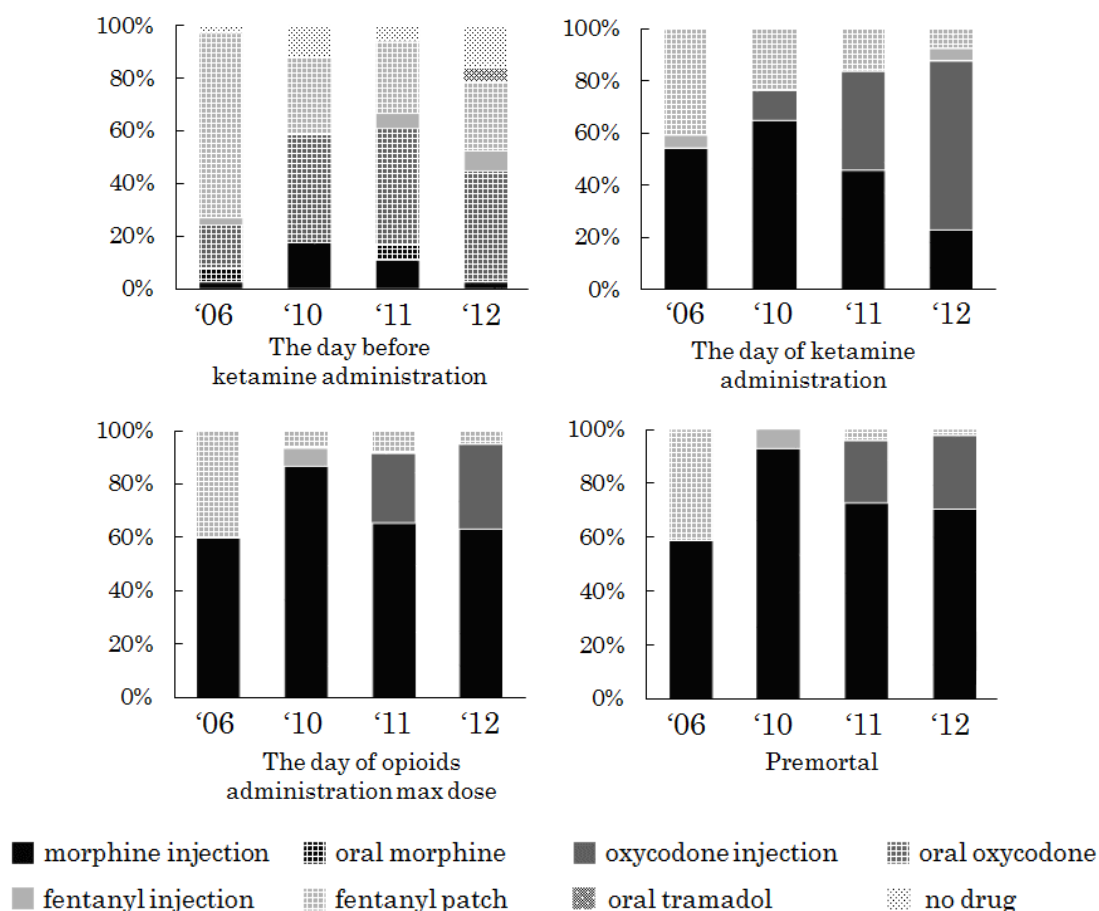 100%
80%
60%
40%
20%
0%
‘06 ‘10 ‘11 ‘12
The day before
ketamine administration
100%
80%
60%
40%
20%
0%
‘06 ‘10 ‘11 ‘12
The day of ketamine
administration
100%
80%
60%
40%
20%
0%
‘06 ‘10 ‘11 ‘12
The day of opioids
administration max dose
100%
80%
60%
40%
20%
0%
‘06 ‘10 ‘11 ‘12
Premortal
morphine injection oral morphine oxycodone injection oral oxycodone
fentanyl injection fentanyl patch oral tramadol no drug